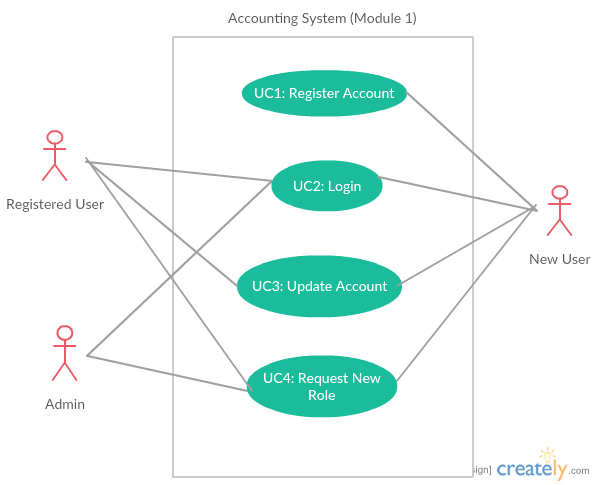 Accounting System (Module 1)
UC1: Register Account
UC2: Login
Registered User
New User
UC3: Update Account
UC4: Request New
Role
Admin
sign] creately.com